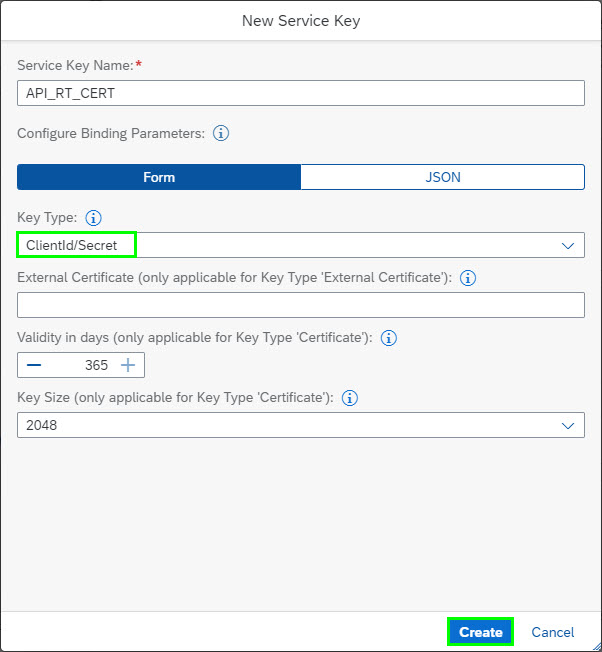 New Service Key
Service Key Name:*
API_RT_CERT
Configure Binding Parameters:
Form JSON
Key Type:
ClientId/Secret
External Certificate (only applicable for Key Type 'External Certificate'):
Validity in days (only applicable for Key Type 'Certificate'):
365
Key Size (only applicable for Key Type 'Certificate'):
2048
Create Cancel